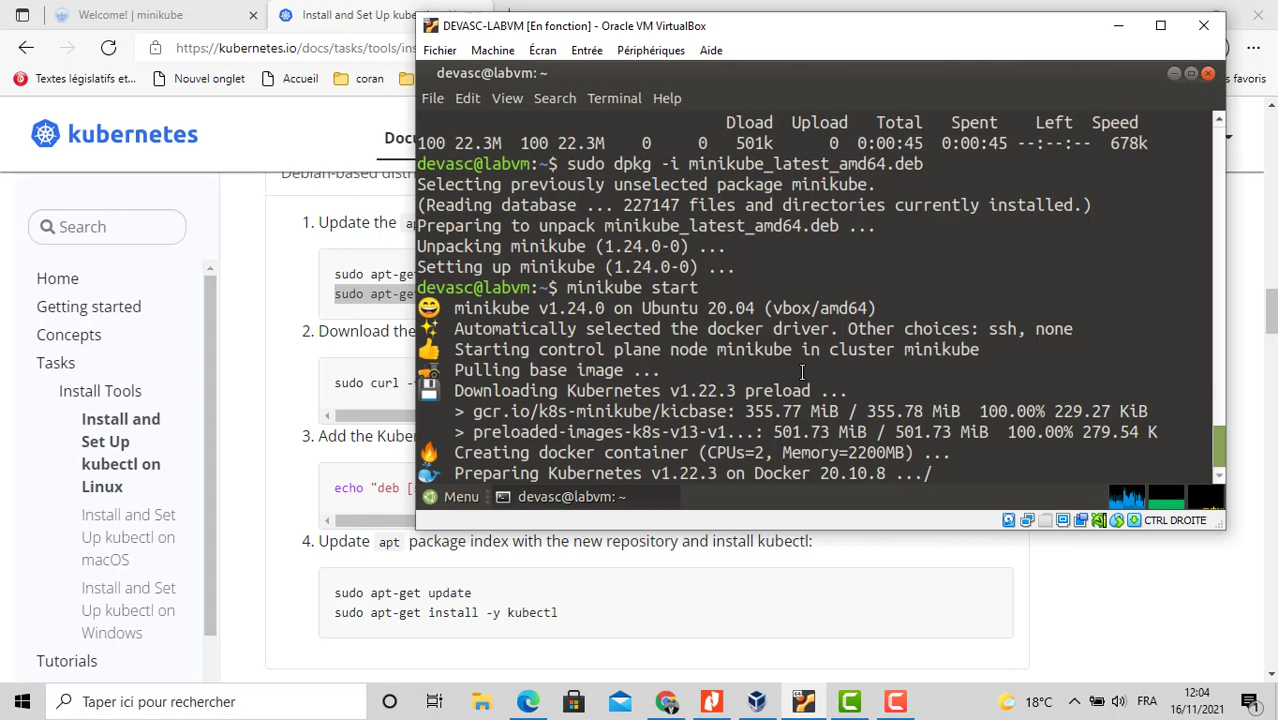 Welcome! | minikube
Install and Set Up kubec
https://kubernetes.io/docs/tasks/tools/ins
Textes législatifs et...
Nouvel onglet
Accueil
coran
s favoris
DEVASC-LABVM [En fonction] - Oracle VM VirtualBox
Fichier Machine Écran Entrée Périphériques Aide
devasc@labvm: ~
File Edit View Search Terminal Help
Dload Upload Total Spent Left Speed
100 22.3M 100 22.3M 0 0 501k 0 0:00:45 0:00:45 --:--:-- 678k
devasc@labvm:~$ sudo dpkg -i minikube_latest_amd64.deb
Selecting previously unselected package minikube.
(Reading database ... 227147 files and directories currently installed.)
Preparing to unpack minikube_latest_amd64.deb ...
Unpacking minikube (1.24.0-0) ...
Setting up minikube (1.24.0-0) ...
devasc@labvm:~$ minikube start
minikube v1.24.0 on Ubuntu 20.04 (vbox/amd64)
Automatically selected the docker driver. Other choices: ssh, none
Starting control plane node minikube in cluster minikube
Pulling base image ...
Downloading Kubernetes v1.22.3 preload ...
> gcr.io/k8s-minikube/kicbase: 355.77 MiB / 355.78 MiB 100.00% 229.27 KiB
> preloaded-images-k8s-v13-v1...: 501.73 MiB / 501.73 MiB 100.00% 279.54 K
Creating docker container (CPUs=2, Memory=2200MB) ...
Preparing Kubernetes v1.22.3 on Docker 20.10.8 .../
Menu devasc@labvm: ~
CTRL DROITE
kubernetes
Docu
Search
Home
Getting started
Concepts
Tasks
Install Tools
Install and
Set Up
kubectl on
Linux
Install and Set
Up kubectl on
macOS
Install and Set
Up kubectl on
Windows
Tutorials
Debian-based dist
1. Update the ap
sudo apt-get
sudo apt-get
2. Download the
sudo curl -
3. Add the Kuber
echo "deb [s
4. Update apt package index with the new repository and install kubectl:
sudo apt-get update
sudo apt-get install -y kubectl
Taper ici pour rechercher
18°C
FRA
12:04
16/11/2021